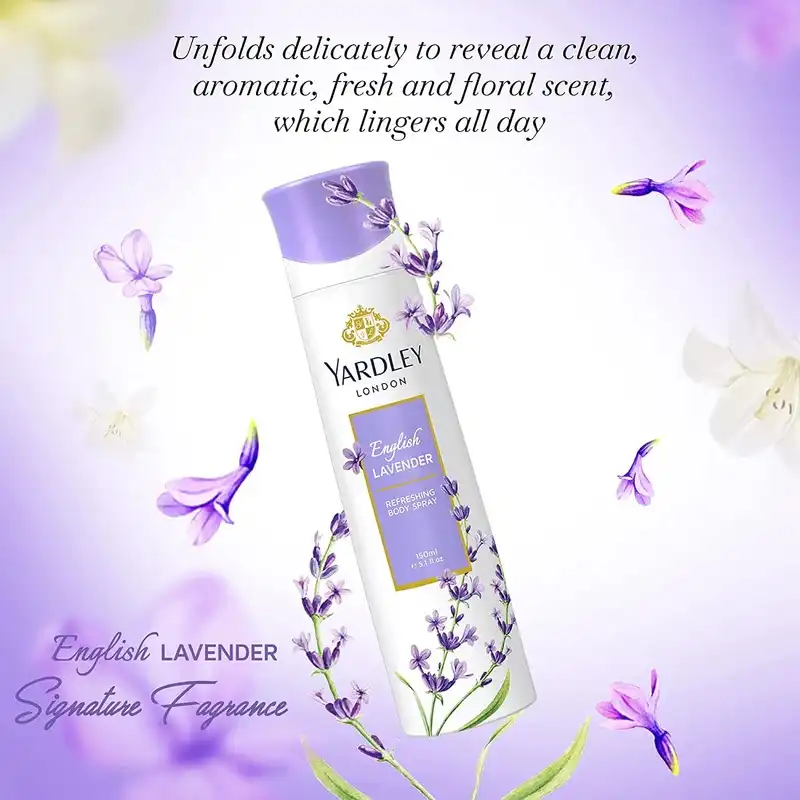 Unfolds delicately to reveal a clean,
aromatic, fresh and floral scent,
which lingers all day
YARDLEY
LONDON
English
LAVENDER
REFRESHING
BODY SPRAY
150ml
e 5.1 fl oz
English LAVENDER
Signature Fagrance